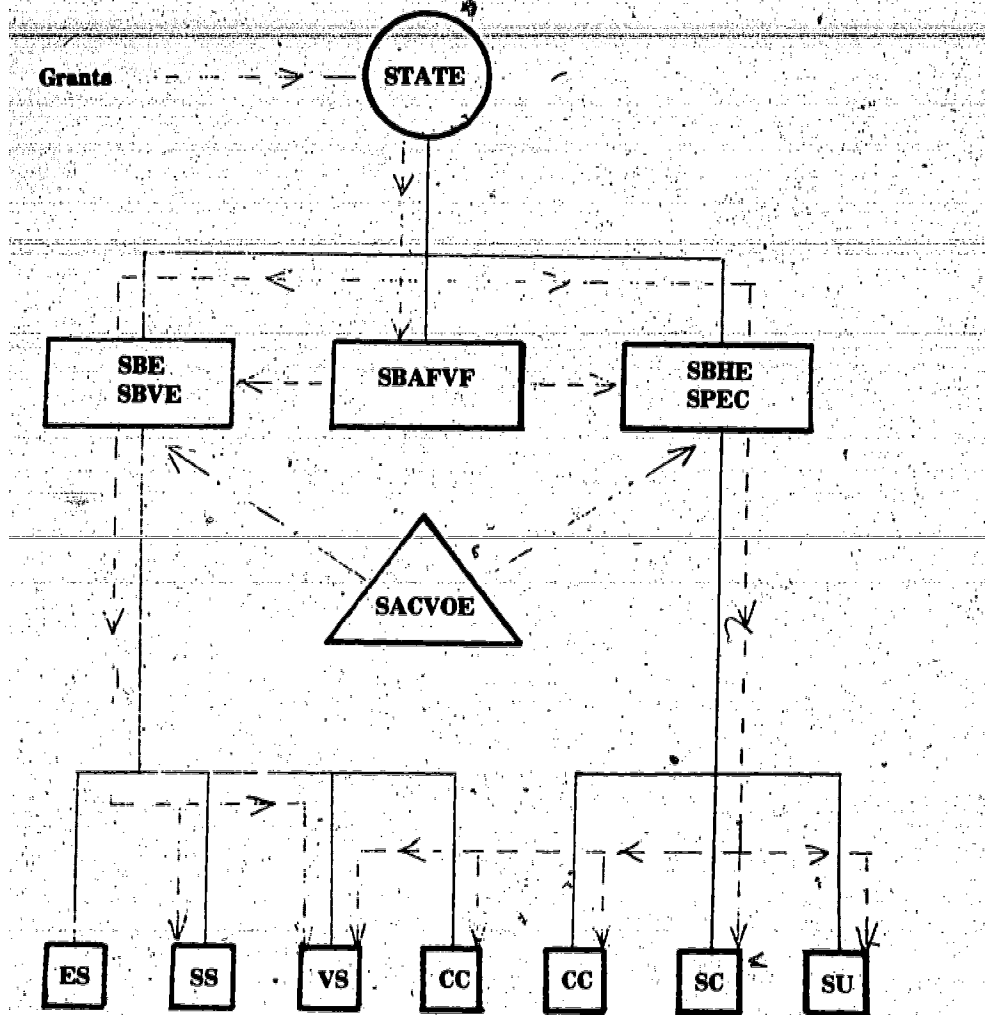 Grants
STATE
SBE
SBVE
SBAFVF
SBHE
SPEC
SACVOE
ES
SS
VS
CC
CC
SC
SU